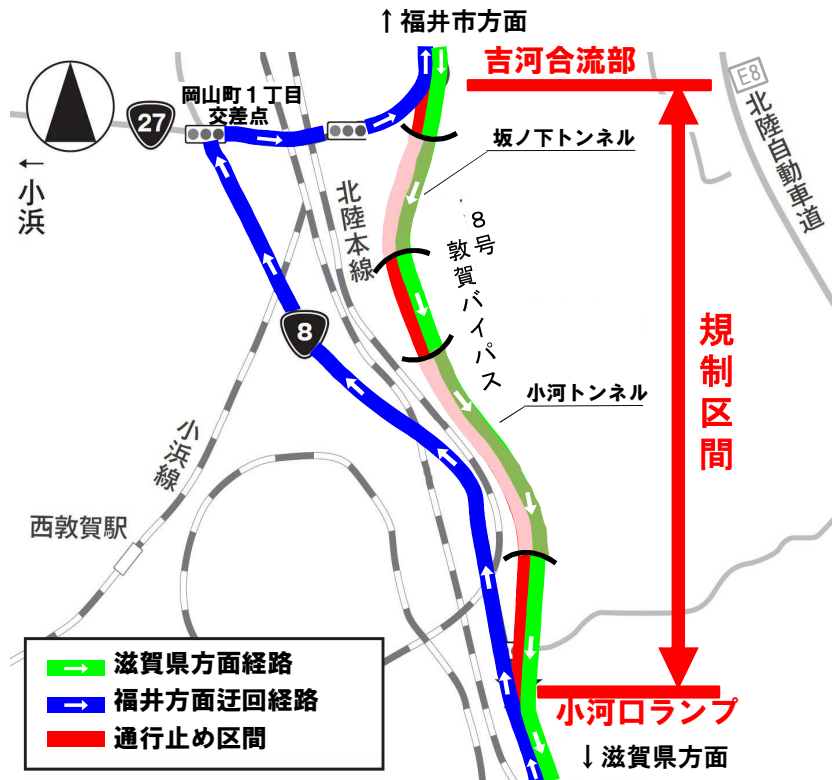 ↑福井市方面
吉河合流部
E8
北陸自動車道
岡山町1丁目
交差点
27
←
小浜
坂ノ下トンネル
北陸本線
8号
敦賀バイパス
8
規制区間
小河トンネル
小浜線
西敦賀駅
滋賀県方面経路
福井方面迂回経路
通行止め区間
小河口ランプ
↓滋賀県方面